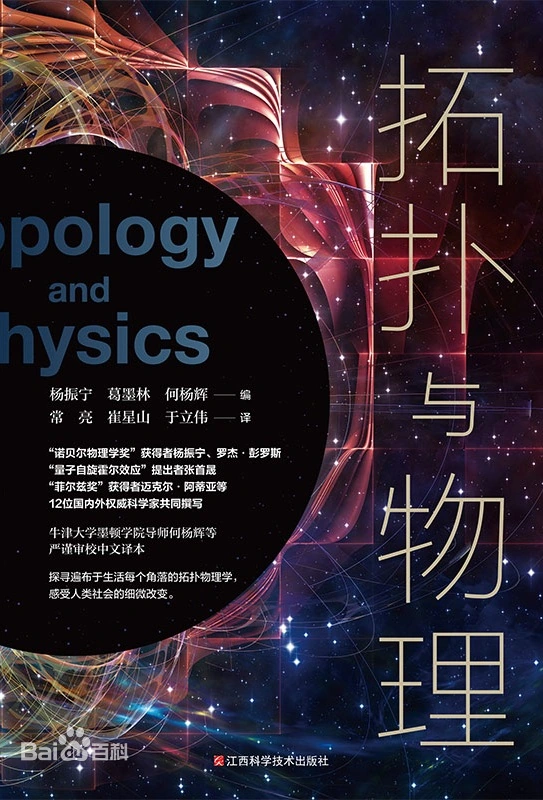 拓扑与物理
opology
and
hysics
杨振宁 葛墨林 何杨辉 — 编
常 亮 崔星山 于立伟 — 译
“诺贝尔物理学奖”获得者杨振宁、罗杰·彭罗斯
“量子自旋霍尔效应”提出者张首晟
“菲尔兹奖”获得者迈克尔·阿蒂亚等
12位国内外权威科学家共同撰写
牛津大学墨顿学院导师何杨辉等
严谨审校中文译本
探寻遍布于生活每个角落的拓扑物理学，
感受人类社会的细微改变。
Bai百科
江西科学技术出版社